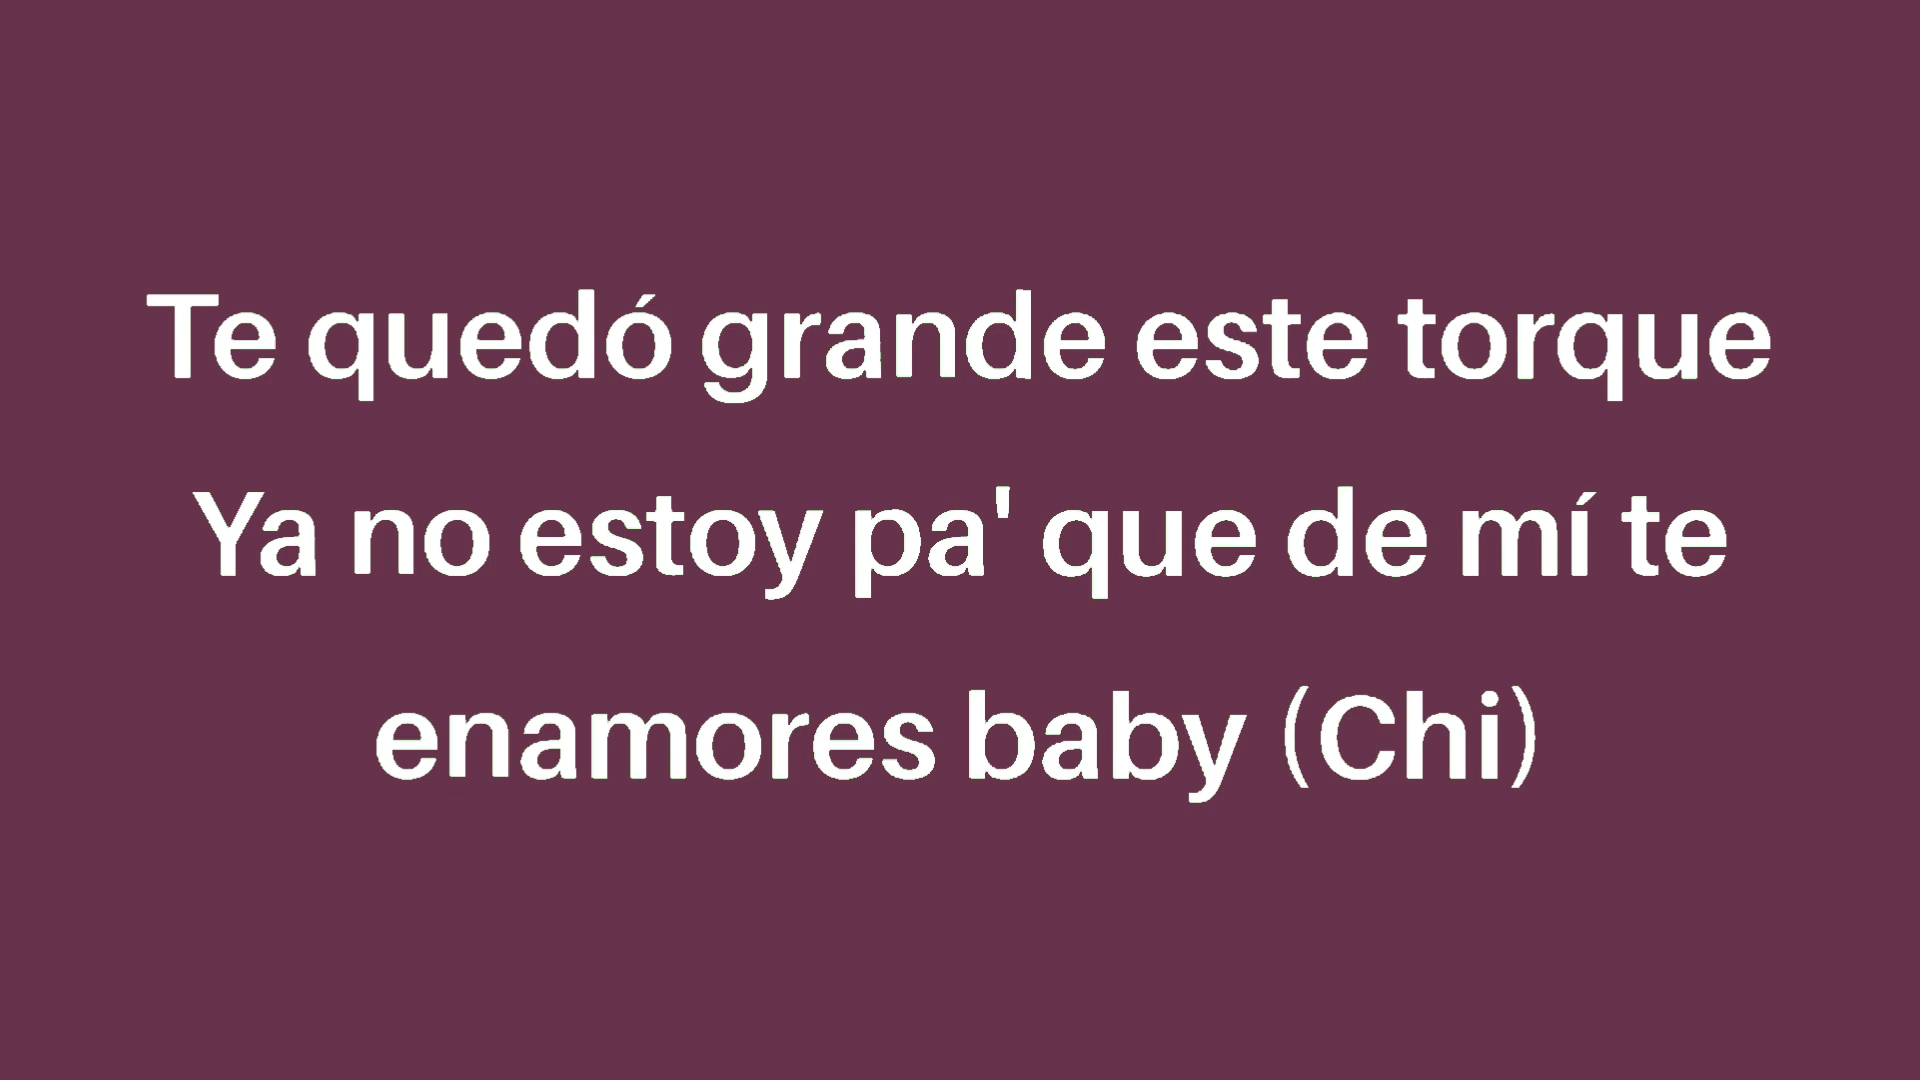 Te quedó grande este torque
Ya no estoy pa' que de mí te
enamores baby (Chi)